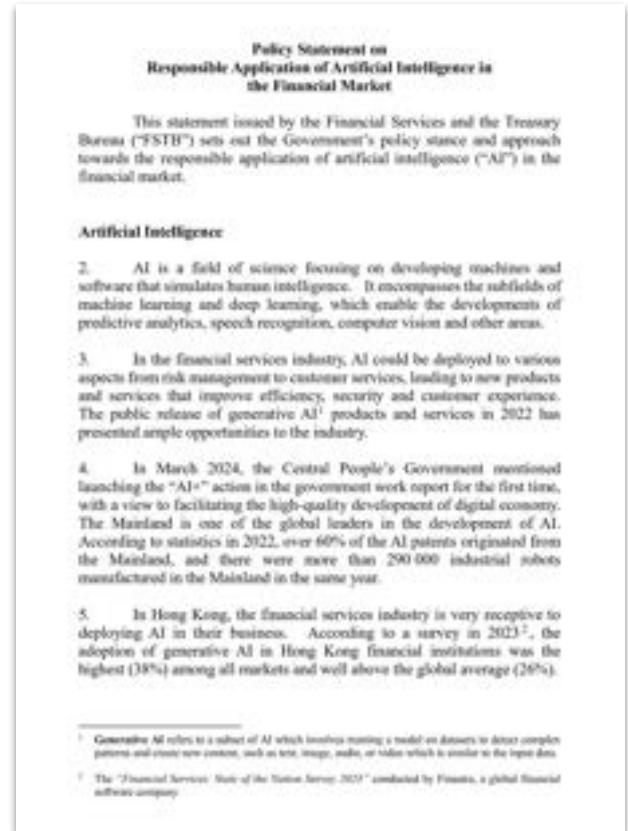 Policy Statement on
Responsible Application of Artificial Intelligence in
the Financial Market
This statement issued by the Financial Services and the Treasury
Bureau ("FSTB") sets out the Government's policy stance and approach
towards the responsible application of artificial intelligence ("AI") in the
financial market.
Artificial Intelligence
2. AI is a field of science focusing on developing machines and
software that simulates human intelligence. It encompasses the subfields of
machine learning and deep learning, which enable the developments of
predictive analytics, speech recognition, computer vision and other areas.
3. In the financial services industry, AI could be deployed to various
aspects from risk management to customer services, leading to new products
and services that improve efficiency, security and customer experience.
The public release of generative AI¹ products and services in 2022 has
presented ample opportunities to the industry.
4. In March 2024, the Central People's Government mentioned
launching the "AI+" action in the government work report for the first time,
with a view to facilitating the high-quality development of digital economy.
The Mainland is one of the global leaders in the development of AI.
According to statistics in 2022, over 60% of the AI patents originated from
the Mainland, and there were more than 290 000 industrial robots
manufactured in the Mainland in the same year.
5. In Hong Kong, the financial services industry is very receptive to
deploying AI in their business. According to a survey in 2023², the
adoption of generative AI in Hong Kong financial institutions was the
highest (38%) among all markets and well above the global average (26%).
¹ Generative AI refers to a subset of AI which involves training a model on datasets to detect complex
patterns and create new content, such as text, image, audio, or video which is similar to the input data.
² The "Financial Services: State of the Nation Survey 2023" conducted by Finastra, a global financial
software company